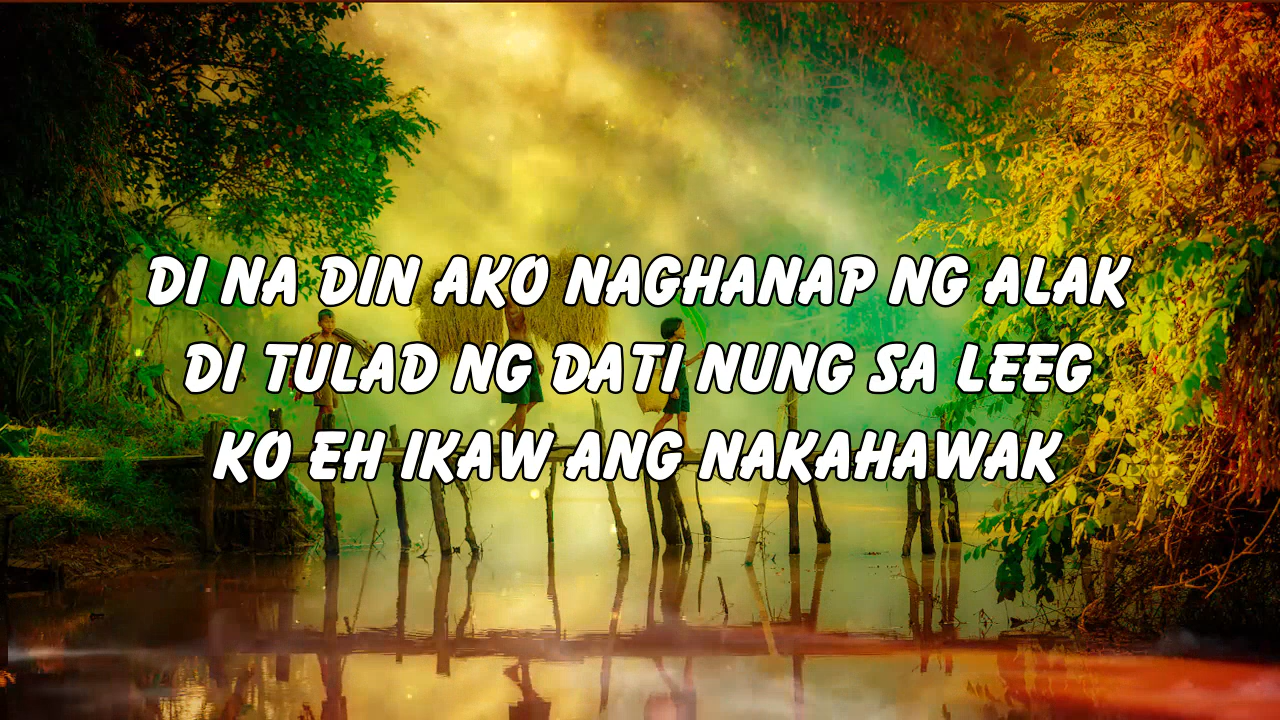 DI NA DIN AKO NAGHANAP NG ALAK
DI TULAD NG DATI NUNG SA LEEG
KO EH IKAW ANG NAKAHAWAK